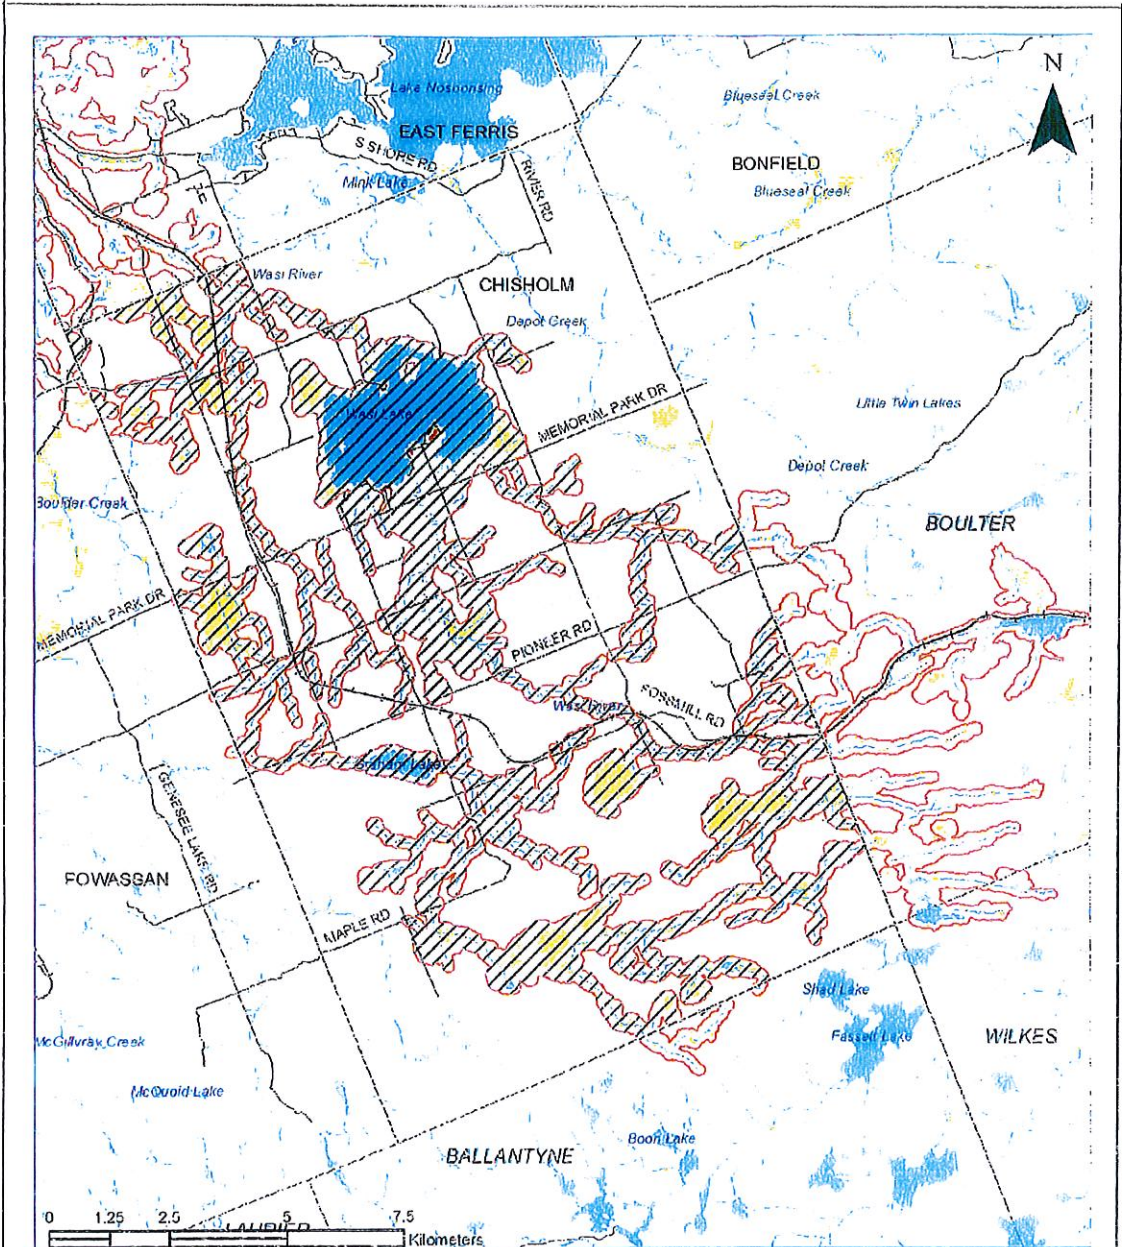 N
Lake Nosbonsing
Blueseal Creek
EAST FERRIS
S SHORE RD
BONFIELD
Mink Lake
RIVER RD
Blueseal Creek
Wasi River
CHISHOLM
Depot Creek
MEMORIAL PARK DR
Little Twin Lakes
Wasi Lake
Depot Creek
Boulder Creek
BOULTER
MEMORIAL PARK DR
PIONEER RD
FOSSMILL RD
Wasi River
Graham Lake
GENESEE LAKE RD
FOWASSAN
MAPLE RD
Shad Lake
Fassett Lake
WILKES
McGillvray Creek
McQuoid Lake
Boon Lake
BALLANTYNE
LAURIER
0 1.25 2.5 5 7.5
Kilometers